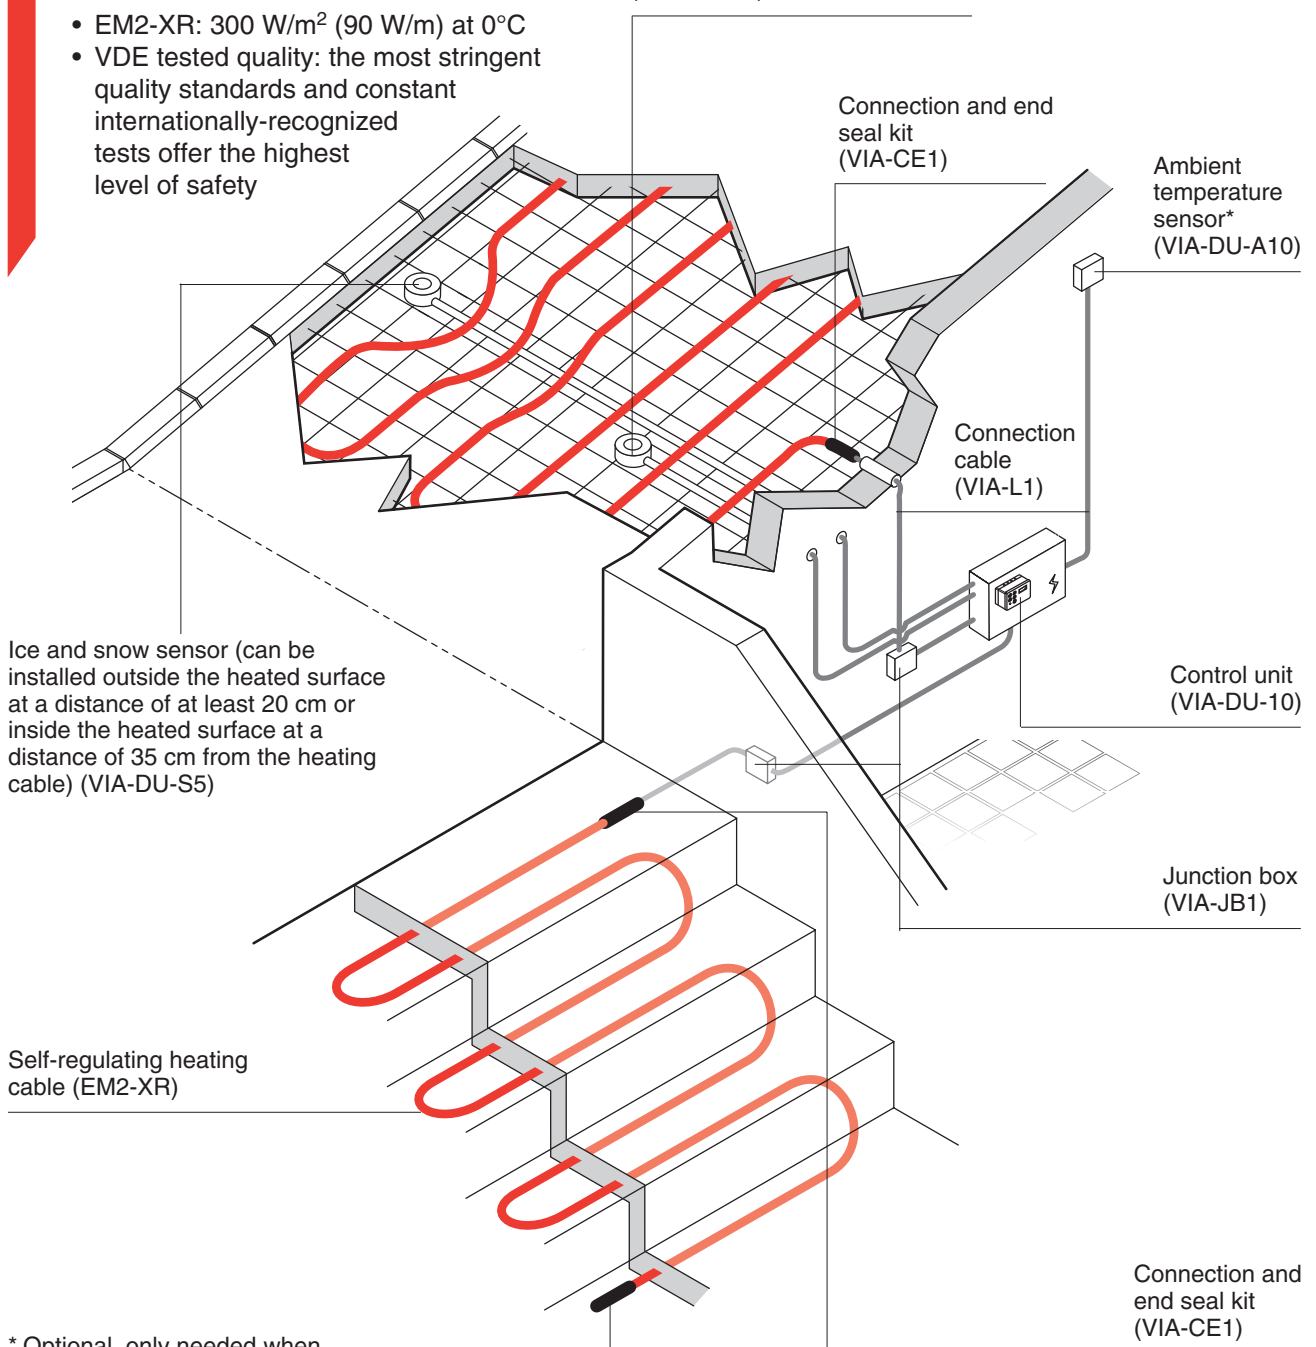 • EM2-XR: 300 W/m² (90 W/m) at 0°C
• VDE tested quality: the most stringent
quality standards and constant
internationally-recognized
tests offer the highest
level of safety
Connection and end
seal kit
(VIA-CE1)
Ambient
temperature
sensor*
(VIA-DU-A10)
Connection
cable
(VIA-L1)
Ice and snow sensor (can be
installed outside the heated surface
at a distance of at least 20 cm or
inside the heated surface at a
distance of 35 cm from the heating
cable) (VIA-DU-S5)
Control unit
(VIA-DU-10)
Junction box
(VIA-JB1)
Self-regulating heating
cable (EM2-XR)
Connection and
end seal kit
(VIA-CE1)
* Optional, only needed when